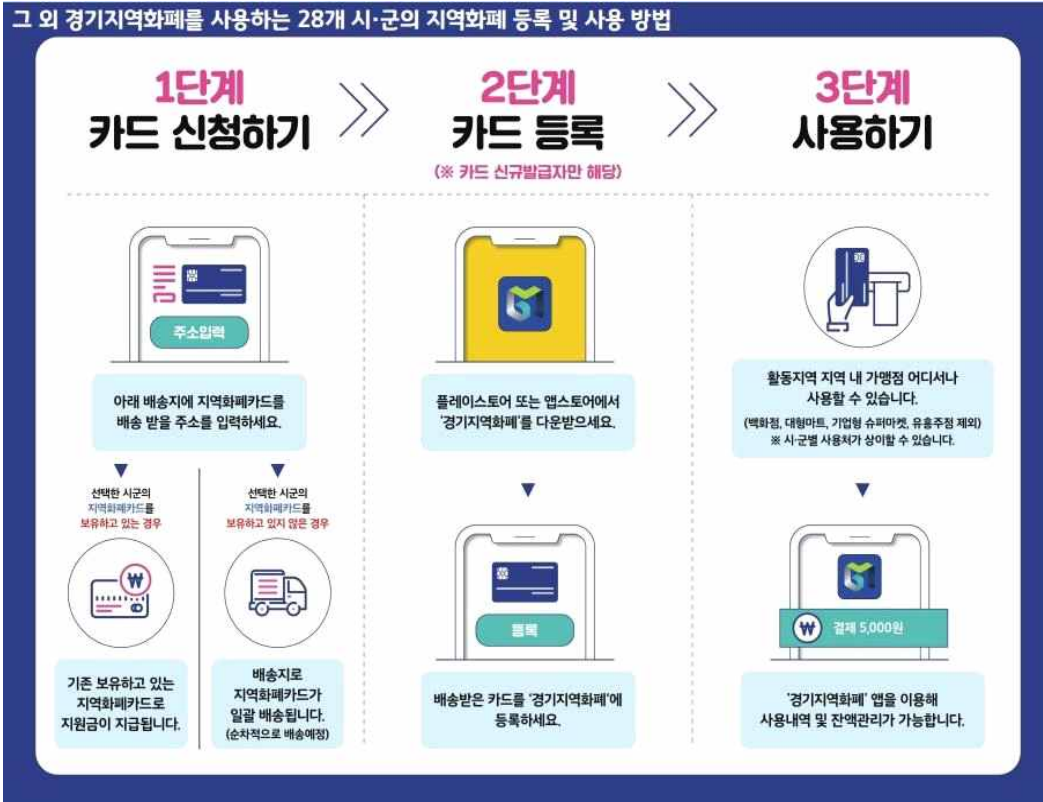 그 외 경기지역화폐를 사용하는 28개 시·군의 지역화폐 등록 및 사용 방법
1단계
카드 신청하기
2단계
카드 등록
(※ 카드 신규발급자만 해당)
3단계
사용하기
주소입력
아래 배송지에 지역화폐카드를
배송 받을 주소를 입력하세요.
선택한 시군의
지역화폐카드를
보유하고 있는 경우
기존 보유하고 있는
지역화폐카드로
지원금이 지급됩니다.
선택한 시군의
지역화폐카드를
보유하고 있지 않은 경우
배송지로
지역화폐카드가
일괄 배송됩니다.
(순차적으로 배송예정)
플레이스토어 또는 앱스토어에서
'경기지역화폐'를 다운받으세요.
등록
배송받은 카드를 '경기지역화폐'에
등록하세요.
활동지역 지역 내 가맹점 어디서나
사용할 수 있습니다.
(백화점, 대형마트, 기업형 슈퍼마켓, 유흥주점 제외)
※ 시·군별 사용처가 상이할 수 있습니다.
₩ 결제 5,000원
'경기지역화폐' 앱을 이용해
사용내역 및 잔액관리가 가능합니다.